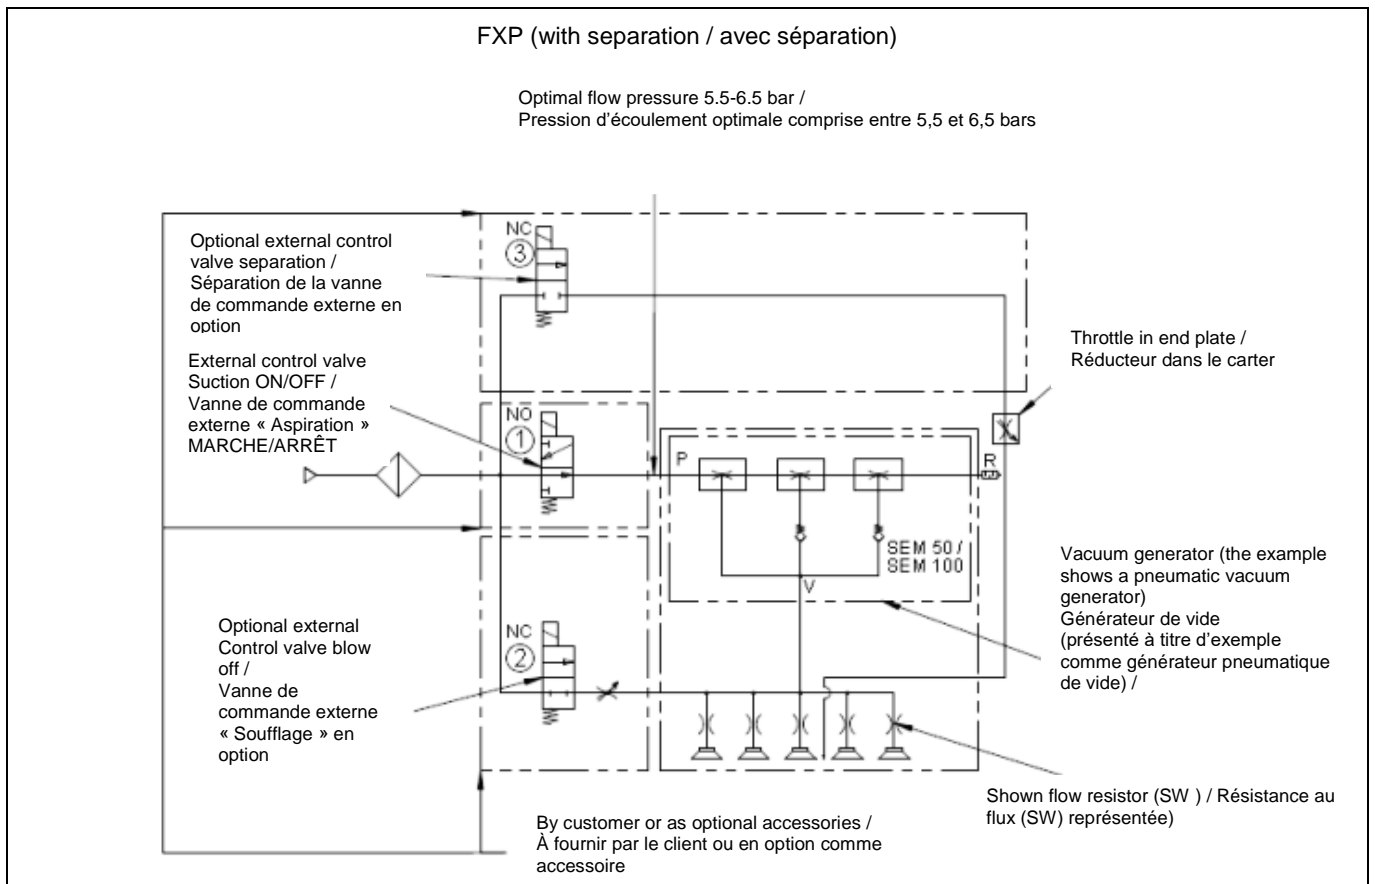 FXP (with separation / avec séparation)
Optimal flow pressure 5.5-6.5 bar /
Pression d’écoulement optimale comprise entre 5,5 et 6,5 bars
Optional external control
valve separation /
Séparation de la vanne
de commande externe en
option
NC
3
External control valve
Suction ON/OFF /
Vanne de commande
externe « Aspiration »
MARCHE/ARRÊT
NO
1
Throttle in end plate /
Réducteur dans le carter
P
R
SEM 50 /
SEM 100
V
Vacuum generator (the example
shows a pneumatic vacuum
generator)
Générateur de vide
(présenté à titre d’exemple
comme générateur pneumatique
de vide) /
Optional external
Control valve blow
off /
Vanne de
commande externe
« Soufflage » en
option
NC
2
Shown flow resistor (SW ) / Résistance au
flux (SW) représentée)
By customer or as optional accessories /
À fournir par le client ou en option comme
accessoire